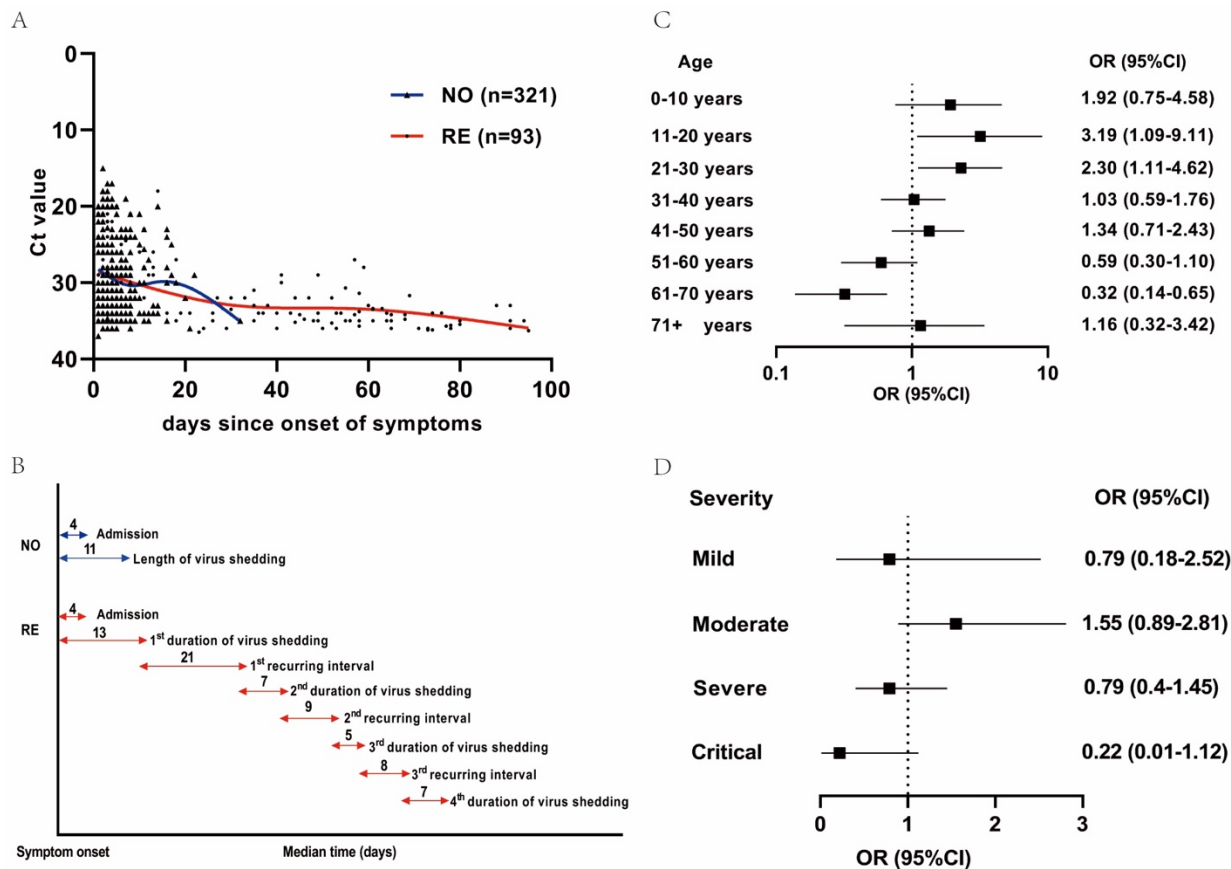 A
0
10
20
30
40
Ct value
NO (n=321)
RE (n=93)
0 20 40 60 80 100
days since onset of symptoms
B
NO
4
Admission
11
Length of virus shedding
RE
4
Admission
13
1st duration of virus shedding
21
1st recurring interval
7
2nd duration of virus shedding
9
2nd recurring interval
5
3rd duration of virus shedding
8
3rd recurring interval
7
4th duration of virus shedding
Symptom onset Median time (days)
C
Age OR (95%CI)
0-10 years 1.92 (0.75-4.58)
11-20 years 3.19 (1.09-9.11)
21-30 years 2.30 (1.11-4.62)
31-40 years 1.03 (0.59-1.76)
41-50 years 1.34 (0.71-2.43)
51-60 years 0.59 (0.30-1.10)
61-70 years 0.32 (0.14-0.65)
71+ years 1.16 (0.32-3.42)
0.1 1 10
OR (95%CI)
D
Severity OR (95%CI)
Mild 0.79 (0.18-2.52)
Moderate 1.55 (0.89-2.81)
Severe 0.79 (0.4-1.45)
Critical 0.22 (0.01-1.12)
0 1 2 3
OR (95%CI)